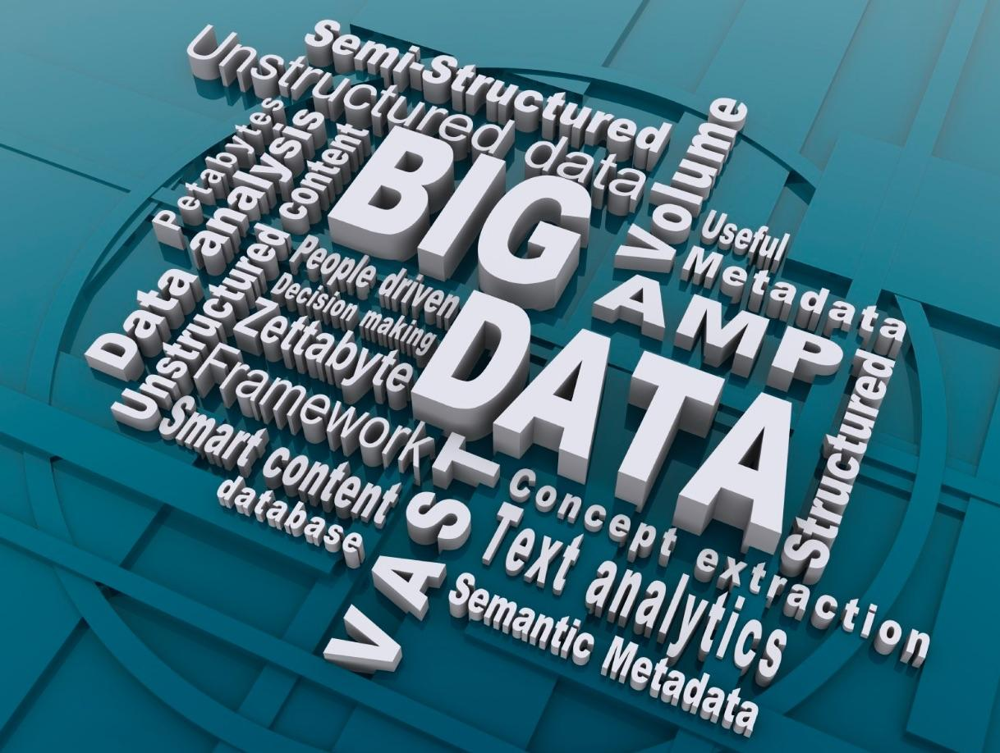 Semi-Structured
Unstructured data
Volume
Petabytes
Data analysis
Unstructured content
BIG
DATA
Useful
Metadata
AMP
Structured
People driven
Decision making
Zettabyte
Framework
Smart content
database
VAST
Concept extraction
Text analytics
Semantic Metadata